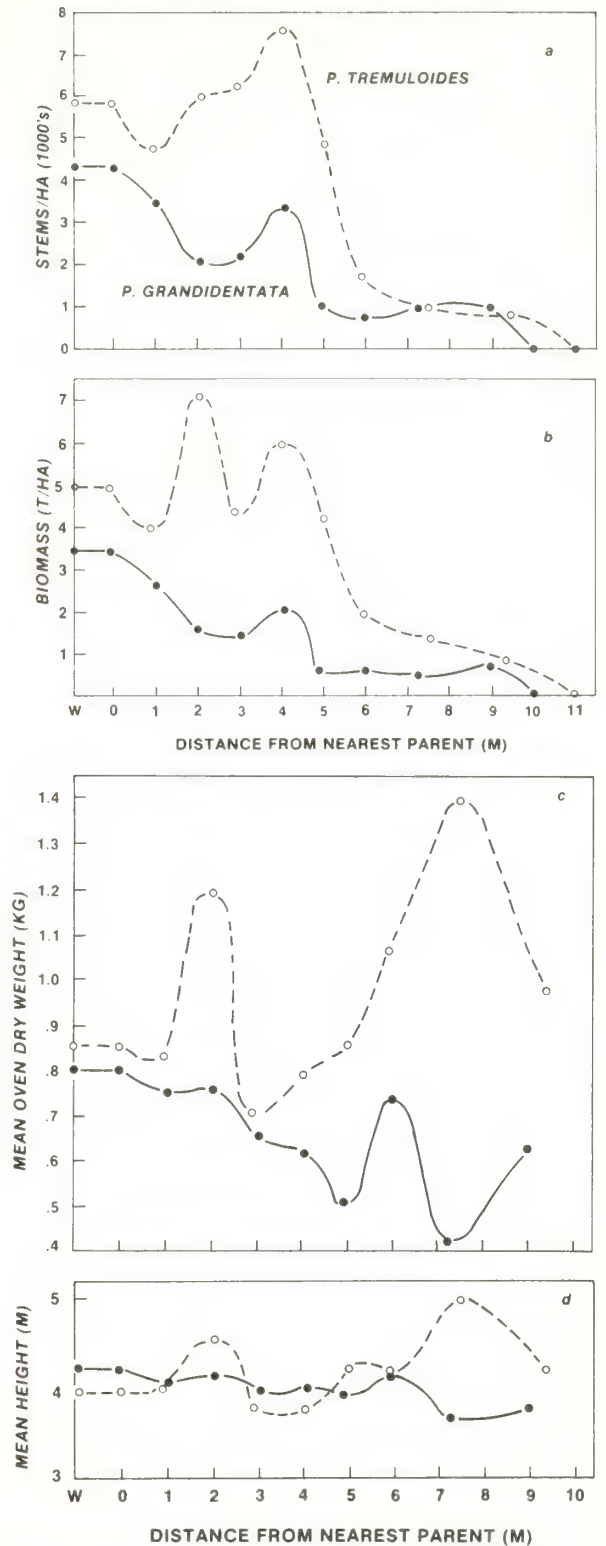 a
8
7
6
5
4
3
2
1
0
STEMS/HA (1000's)
P. TREMULOIDES
P. GRANDIDENTATA
b
7
6
5
4
3
2
1
BIOMASS (T/HA)
W 0 1 2 3 4 5 6 7 8 9 10 11
DISTANCE FROM NEAREST PARENT (M)
c
1.4
1.3
1.2
1.1
1.0
.9
.8
.7
.6
.5
.4
MEAN OVEN DRY WEIGHT (KG)
d
5
4
3
MEAN HEIGHT (M)
W 0 1 2 3 4 5 6 7 8 9 10
DISTANCE FROM NEAREST PARENT (M)